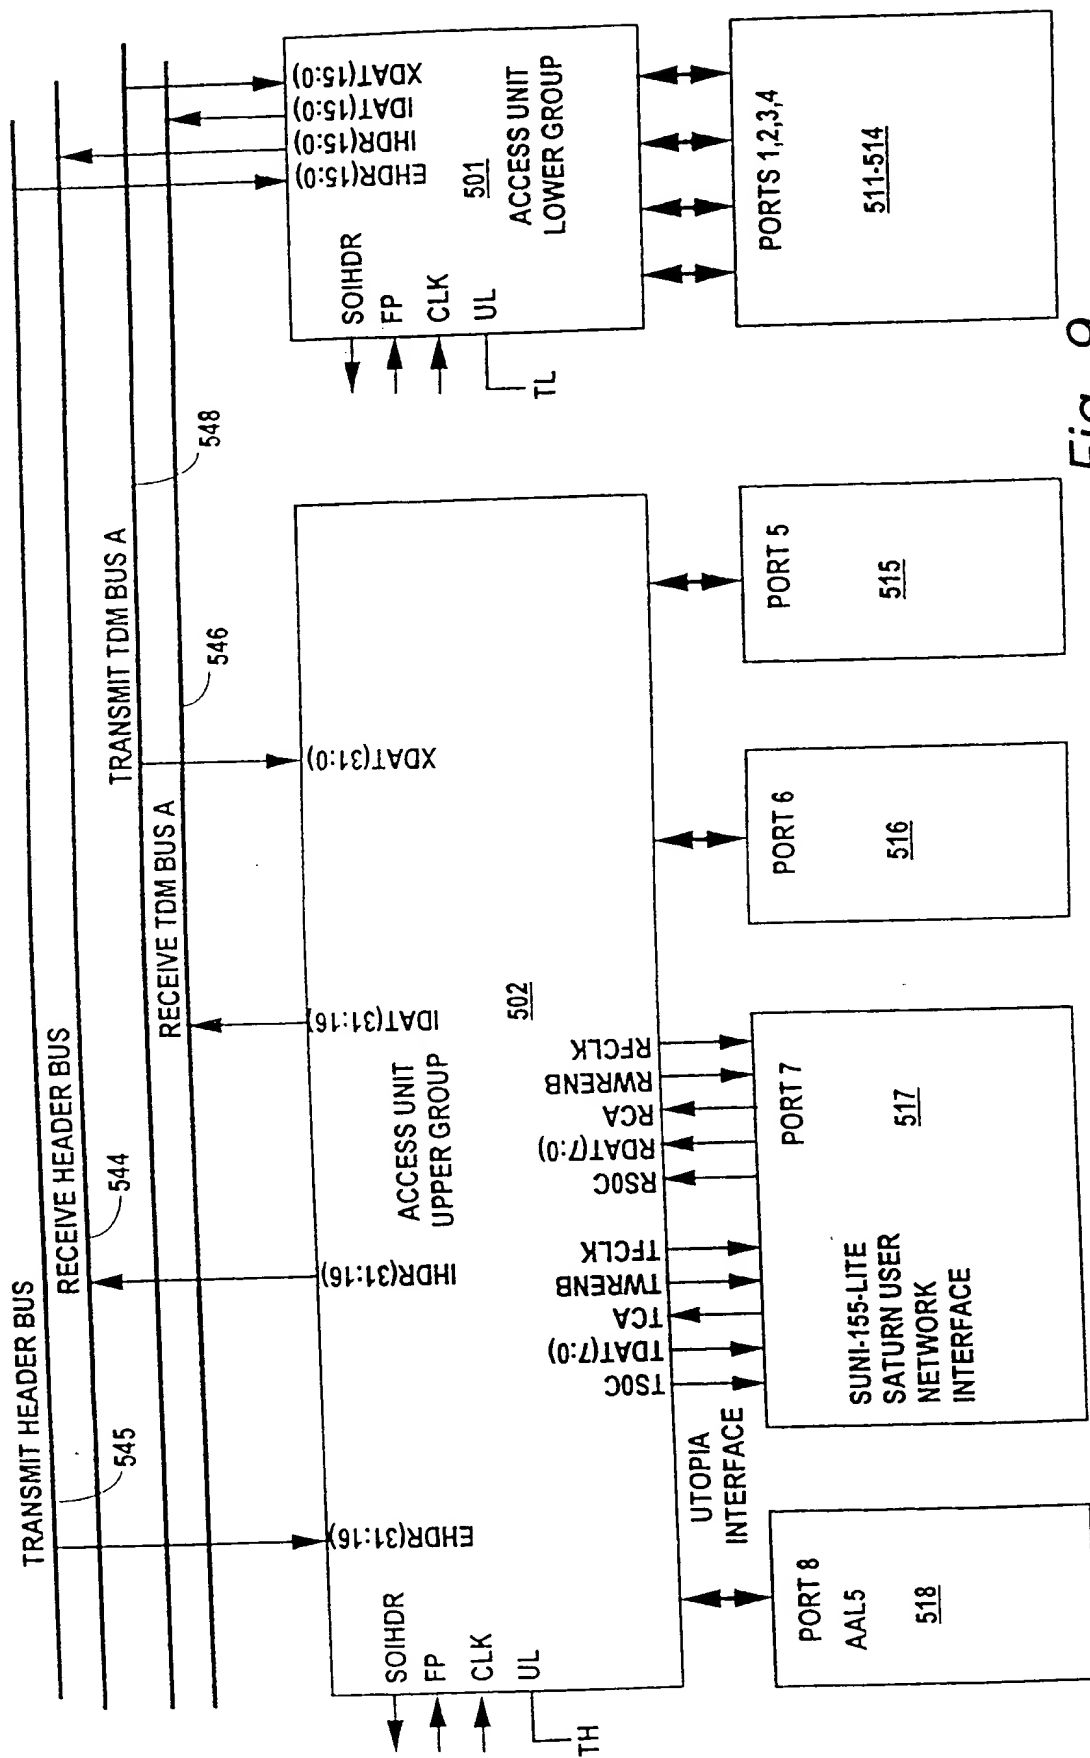 TRANSMIT HEADER BUS
545
RECEIVE HEADER BUS
544
RECEIVE TDM BUS A
546
TRANSMIT TDM BUS A
548
EHDR(31:16)
IHDR(31:16)
IDAT(31:16)
XDAT(31:0)
SOIHDR
FP
CLK
UL
TH
ACCESS UNIT
UPPER GROUP
502
TSOC
TDAT(7:0)
TCA
TWRENB
TFCLK
RSOC
RDAT(7:0)
RCA
RWRENB
RFCLK
UTOPIA
INTERFACE
EHDR(15:0)
IHDR(15:0)
IDAT(15:0)
XDAT(15:0)
SOIHDR
FP
CLK
UL
TL
501
ACCESS UNIT
LOWER GROUP
PORT 8
AAL5
518
PORT 7
517
SUNI-155-LITE
SATURN USER
NETWORK
INTERFACE
PORT 6
516
PORT 5
515
PORTS 1,2,3,4
511-514
Fig. 9